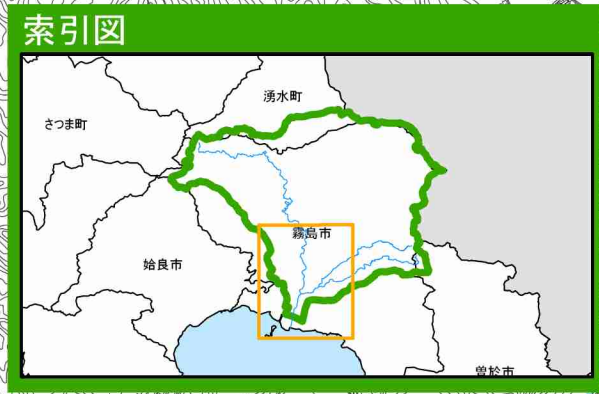 索引図
湧水町
さつま町
霧島市
姶良市
曽於市